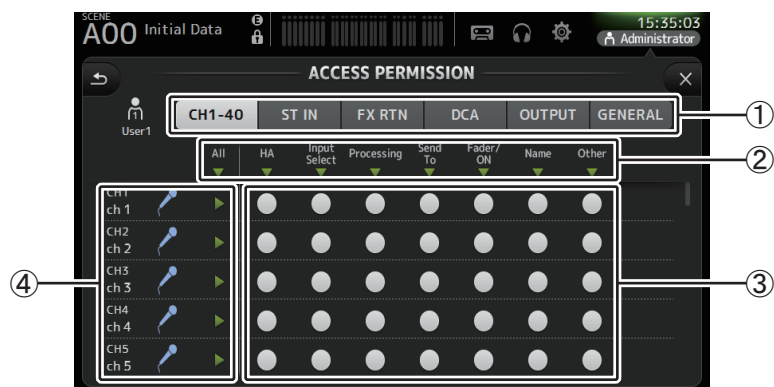 SCENE
A00 Initial Data
E
15:35:03
Administrator
ACCESS PERMISSION
1
User1
CH1-40 ST IN FX RTN DCA OUTPUT GENERAL
①
All HA Input Select Processing Send To Fader/ON Name Other
②
CH1
ch 1
CH2
ch 2
CH3
ch 3
④
③
CH4
ch 4
CH5
ch 5